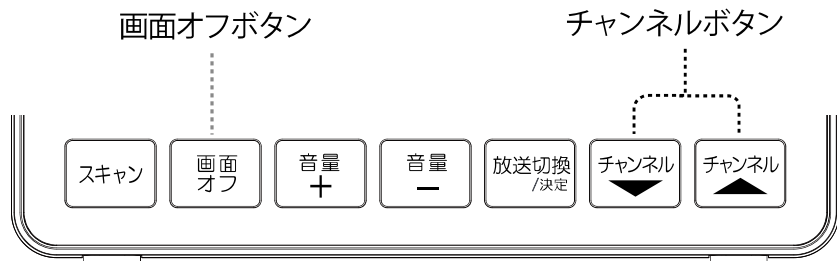 画面オフボタン
チャンネルボタン
スキャン
画面
オフ
音量
+
音量
−
放送切換
/決定
チャンネル
▼
チャンネル
▲